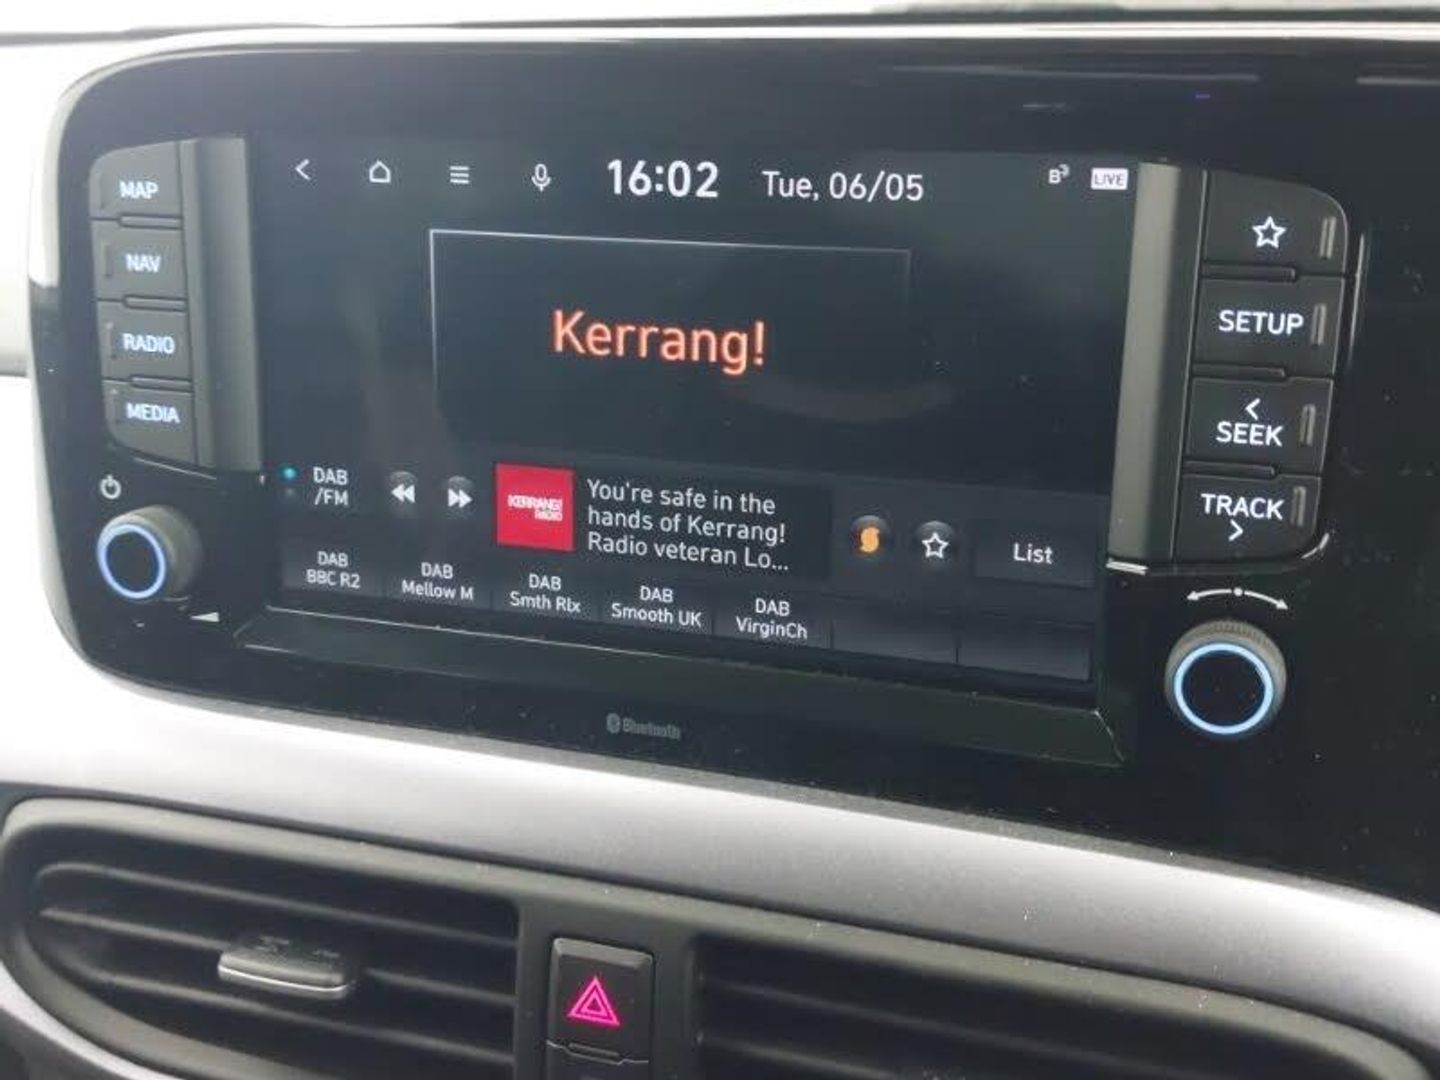 16:02 Tue, 06/05 B LIVE
MAP
NAV
RADIO
MEDIA
Kerrang!
DAB
/FM
KERRANG!
RADIO
You're safe in the
hands of Kerrang!
Radio veteran Lo...
List
DAB
BBC R2
DAB
Mellow M
DAB
Smth Rlx
DAB
Smooth UK
DAB
VirginCh
SETUP
<
SEEK
TRACK
>
Bluetooth